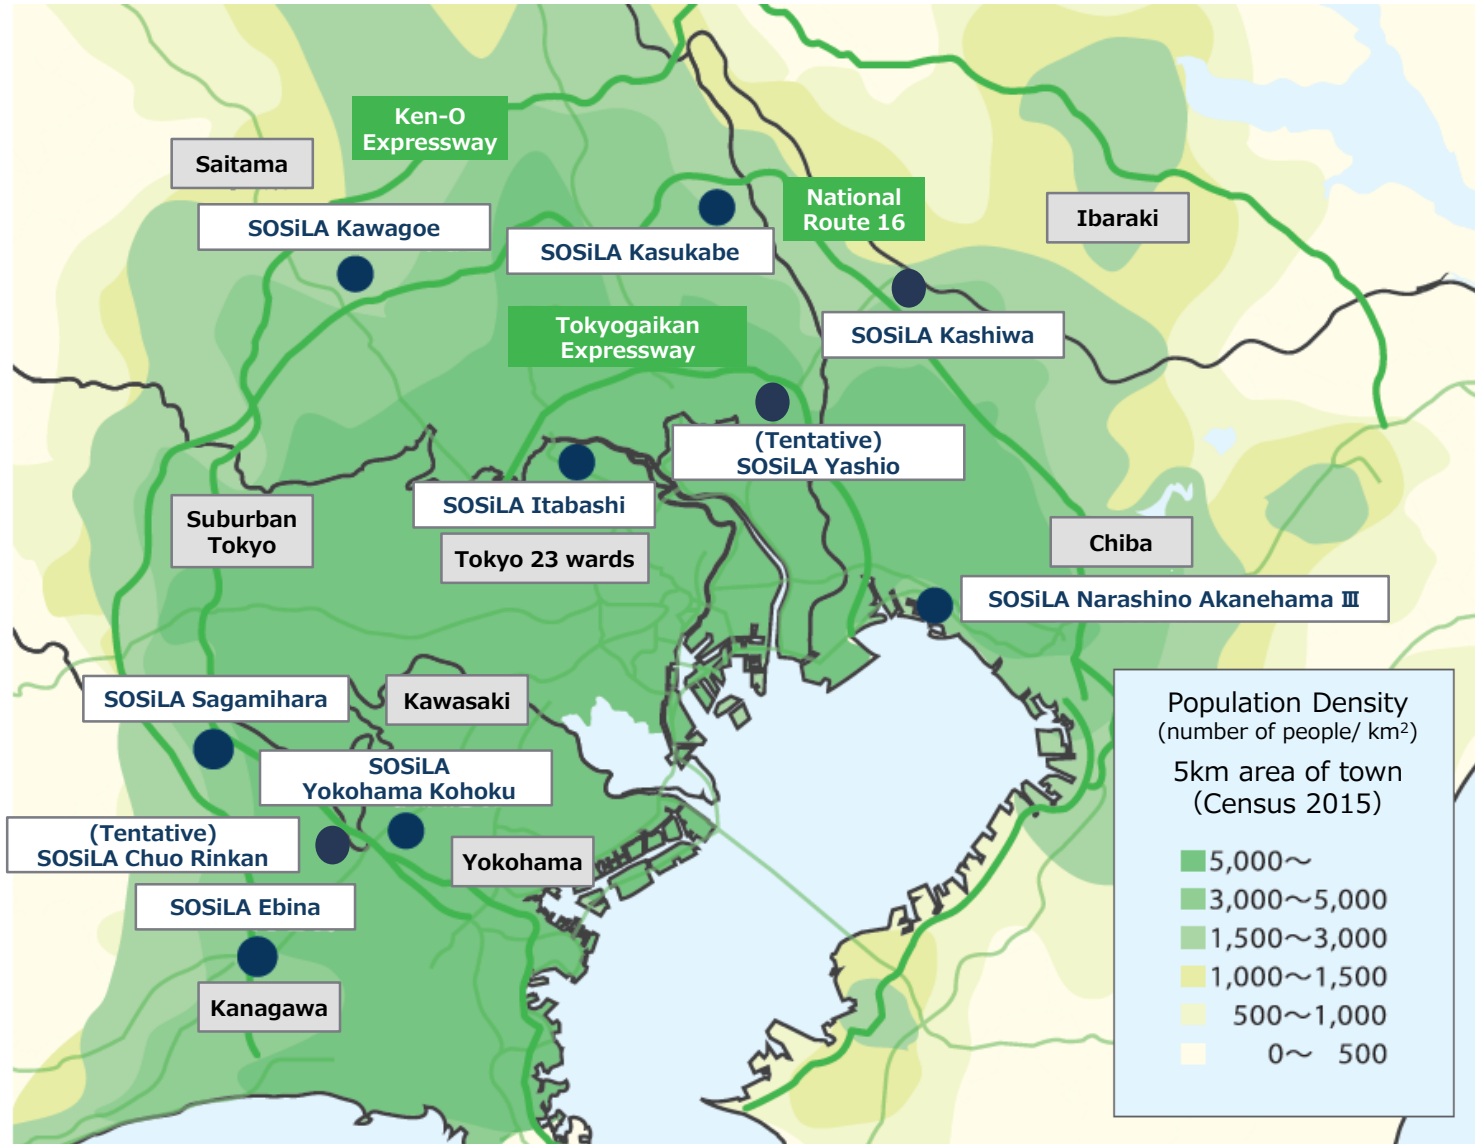 Ken-O
Expressway
Saitama
National
Route 16
Ibaraki
SOSiLA Kawagoe
SOSiLA Kasukabe
Tokyogaikan
Expressway
SOSiLA Kashiwa
(Tentative)
SOSiLA Yashio
SOSiLA Itabashi
Suburban
Tokyo
Tokyo 23 wards
Chiba
SOSiLA Narashino Akanehama Ⅲ
SOSiLA Sagamihara
Kawasaki
SOSiLA
Yokohama Kohoku
(Tentative)
SOSiLA Chuo Rinkan
Yokohama
SOSiLA Ebina
Kanagawa
Population Density
(number of people/ km²)
5km area of town
（Census 2015）
5,000～
3,000～5,000
1,500～3,000
1,000～1,500
500～1,000
0～ 500